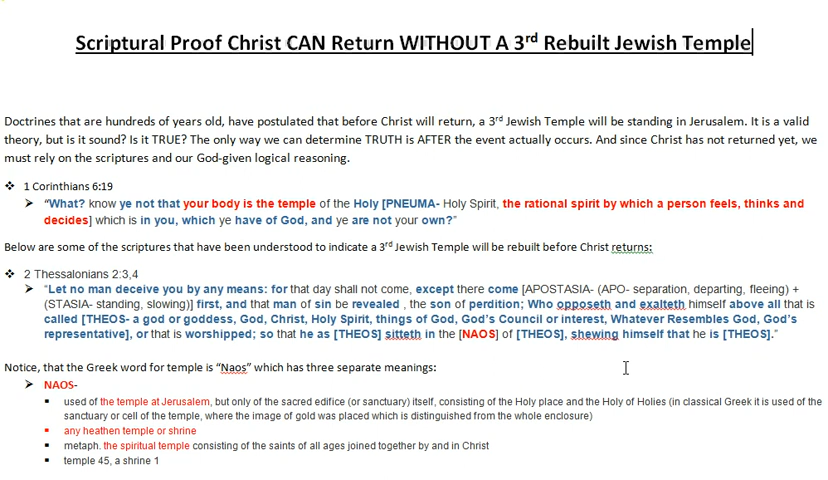 Scriptural Proof Christ CAN Return WITHOUT A 3rd Rebuilt Jewish Temple
Doctrines that are hundreds of years old, have postulated that before Christ will return, a 3rd Jewish Temple will be standing in Jerusalem. It is a valid
theory, but is it sound? Is it TRUE? The only way we can determine TRUTH is AFTER the event actually occurs. And since Christ has not returned yet, we
must rely on the scriptures and our God-given logical reasoning.
❖ 1 Corinthians 6:19
➤ “What? know ye not that your body is the temple of the Holy [PNEUMA- Holy Spirit, the rational spirit by which a person feels, thinks and
decides] which is in you, which ye have of God, and ye are not your own?”
Below are some of the scriptures that have been understood to indicate a 3rd Jewish Temple will be rebuilt before Christ returns:
❖ 2 Thessalonians 2:3,4
➤ “Let no man deceive you by any means: for that day shall not come, except there come [APOSTASIA- (APO- separation, departing, fleeing) +
(STASIA- standing, slowing)] first, and that man of sin be revealed , the son of perdition; Who opposeth and exalteth himself above all that is
called [THEOS- a god or goddess, God, Christ, Holy Spirit, things of God, God’s Council or interest, Whatever Resembles God, God’s
representative], or that is worshipped; so that he as [THEOS] sitteth in the [NAOS] of [THEOS], shewing himself that he is [THEOS].”
Notice, that the Greek word for temple is “Naos” which has three separate meanings:
➤ NAOS-
▪ used of the temple at Jerusalem, but only of the sacred edifice (or sanctuary) itself, consisting of the Holy place and the Holy of Holies (in classical Greek it is used of the
sanctuary or cell of the temple, where the image of gold was placed which is distinguished from the whole enclosure)
▪ any heathen temple or shrine
▪ metaph. the spiritual temple consisting of the saints of all ages joined together by and in Christ
▪ temple 45, a shrine 1